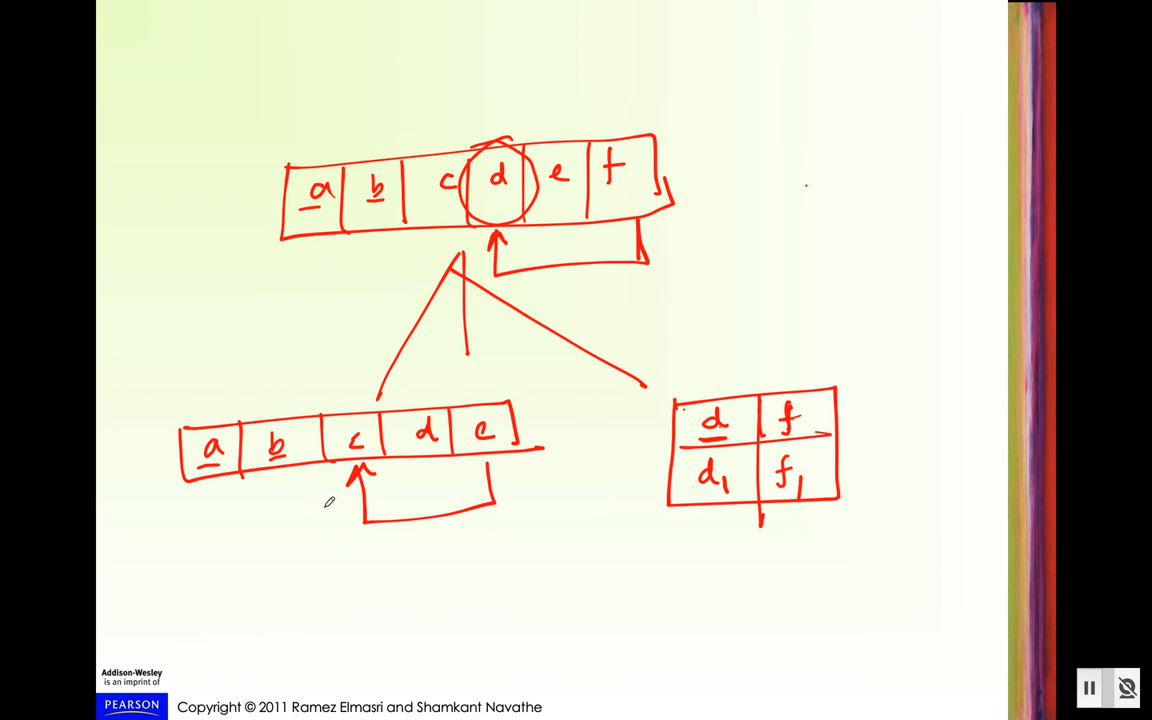 a b c d e f
a b c d e
d f
d1 f1
Addison-Wesley
is an imprint of
PEARSON
Copyright © 2011 Ramez Elmasri and Shamkant Navathe